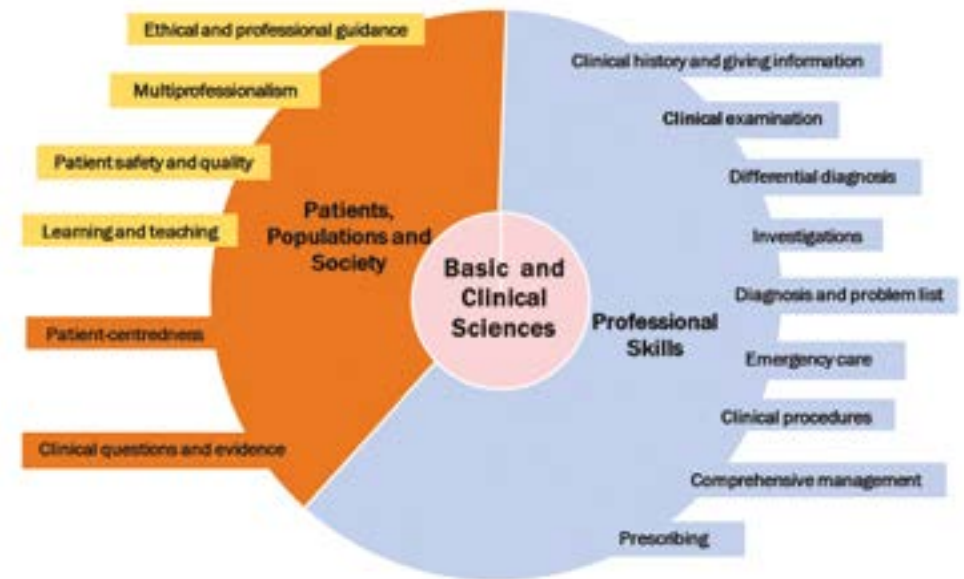 Ethical and professional guidance
Multiprofessionalism
Patient safety and quality
Learning and teaching
Patient-centredness
Clinical questions and evidence
Patients,
Populations and
Society
Basic and
Clinical
Sciences
Professional
Skills
Clinical history and giving information
Clinical examination
Differential diagnosis
Investigations
Diagnosis and problem list
Emergency care
Clinical procedures
Comprehensive management
Prescribing